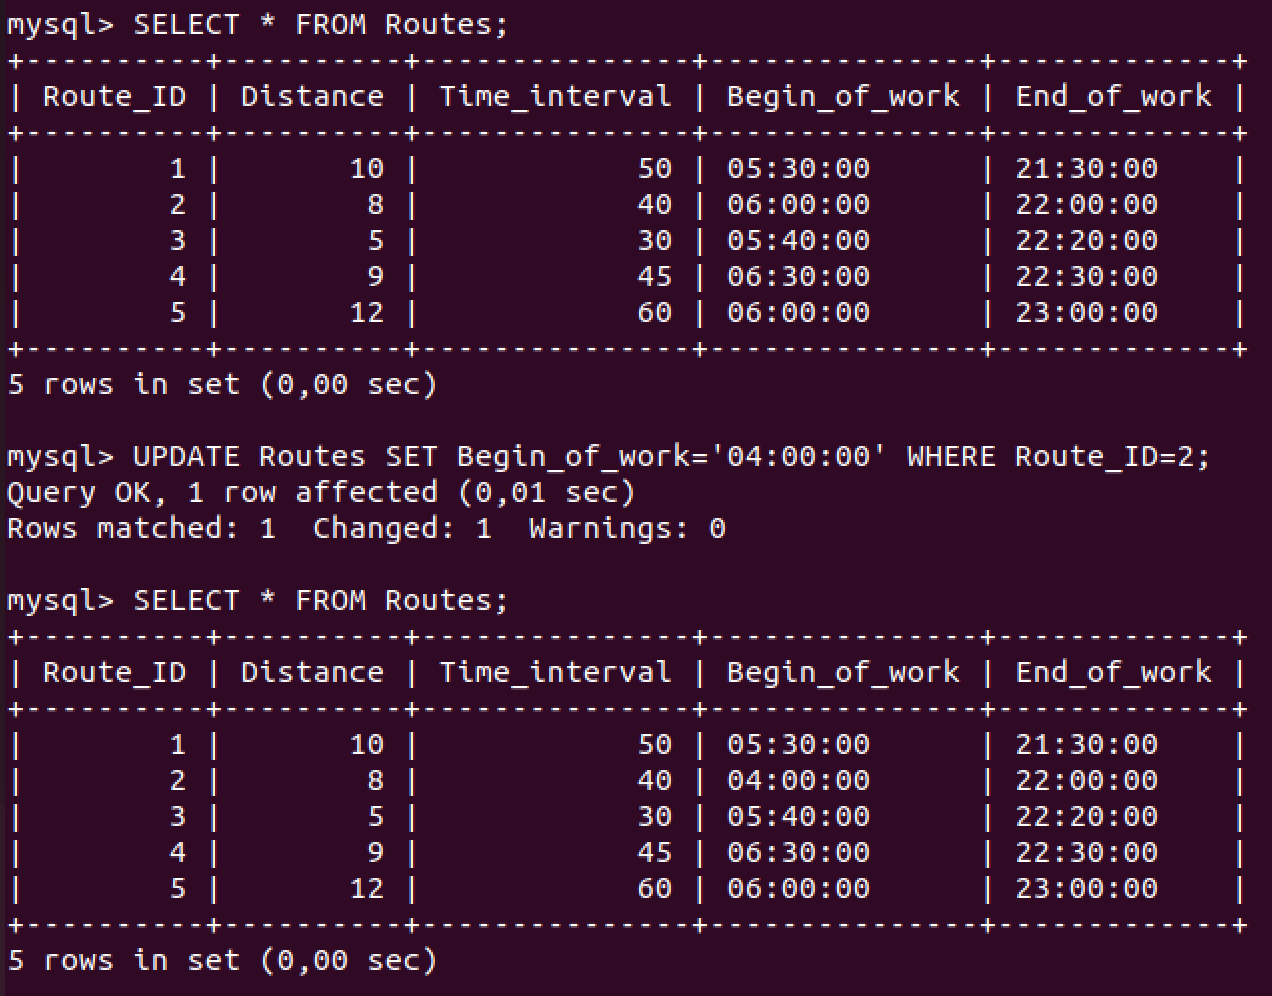 mysql> SELECT * FROM Routes;
+----------+----------+---------------+---------------+-------------+
| Route_ID | Distance | Time_interval | Begin_of_work | End_of_work |
+----------+----------+---------------+---------------+-------------+
|        1 |       10 |            50 | 05:30:00      | 21:30:00    |
|        2 |        8 |            40 | 06:00:00      | 22:00:00    |
|        3 |        5 |            30 | 05:40:00      | 22:20:00    |
|        4 |        9 |            45 | 06:30:00      | 22:30:00    |
|        5 |       12 |            60 | 06:00:00      | 23:00:00    |
+----------+----------+---------------+---------------+-------------+
5 rows in set (0,00 sec)

mysql> UPDATE Routes SET Begin_of_work='04:00:00' WHERE Route_ID=2;
Query OK, 1 row affected (0,01 sec)
Rows matched: 1  Changed: 1  Warnings: 0

mysql> SELECT * FROM Routes;
+----------+----------+---------------+---------------+-------------+
| Route_ID | Distance | Time_interval | Begin_of_work | End_of_work |
+----------+----------+---------------+---------------+-------------+
|        1 |       10 |            50 | 05:30:00      | 21:30:00    |
|        2 |        8 |            40 | 04:00:00      | 22:00:00    |
|        3 |        5 |            30 | 05:40:00      | 22:20:00    |
|        4 |        9 |            45 | 06:30:00      | 22:30:00    |
|        5 |       12 |            60 | 06:00:00      | 23:00:00    |
+----------+----------+---------------+---------------+-------------+
5 rows in set (0,00 sec)